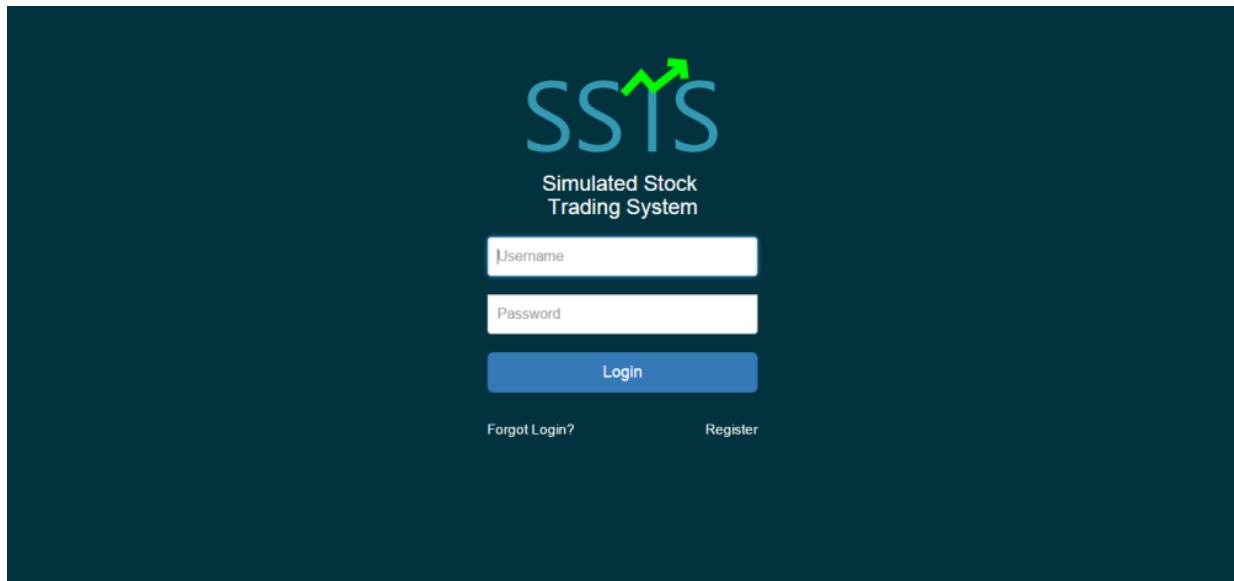 SSTS
Simulated Stock
Trading System
Username
Password
Login
Forgot Login?
Register